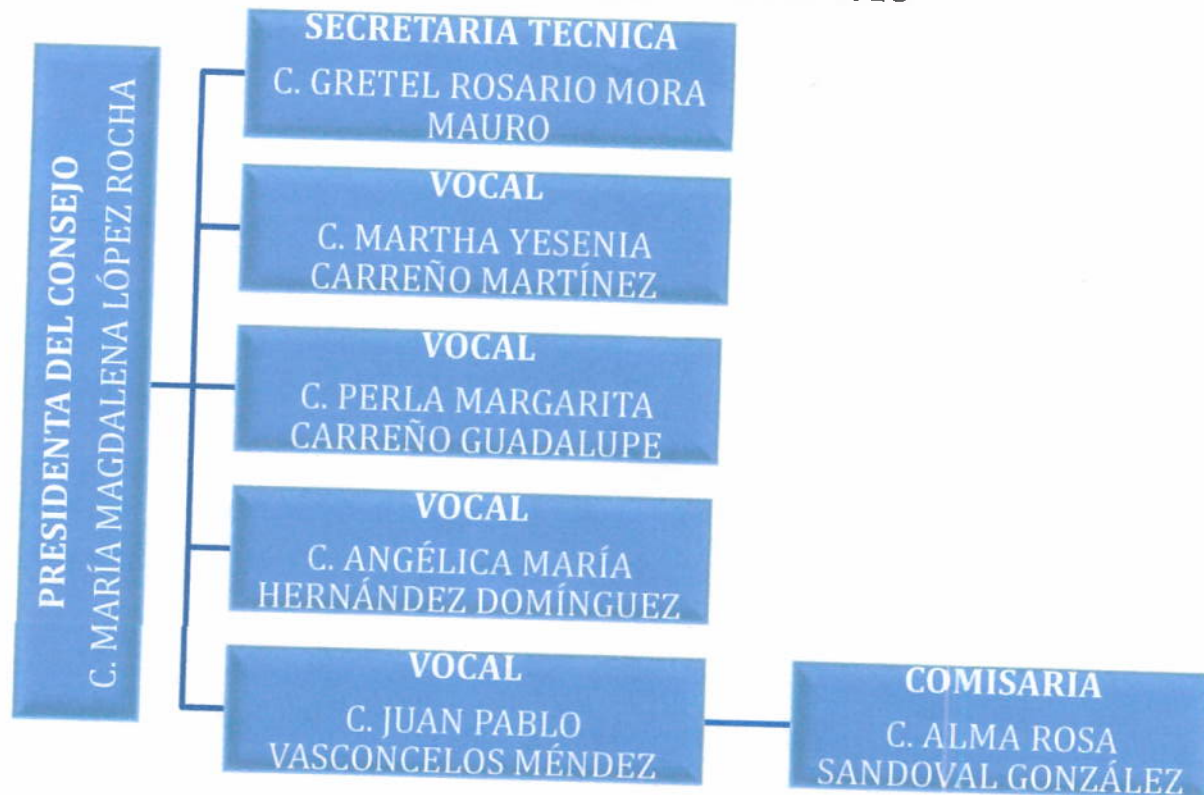 PRESIDENTA DEL CONSEJO
C. MARÍA MAGDALENA LÓPEZ ROCHA
SECRETARIA TECNICA
C. GRETEL ROSARIO MORA
MAURO
VOCAL
C. MARTHA YESENIA
CARREÑO MARTÍNEZ
VOCAL
C. PERLA MARGARITA
CARREÑO GUADALUPE
VOCAL
C. ANGÉLICA MARÍA
HERNÁNDEZ DOMÍNGUEZ
VOCAL
C. JUAN PABLO
VASCONCELOS MÉNDEZ
COMISARIA
C. ALMA ROSA
SANDOVAL GONZÁLEZ